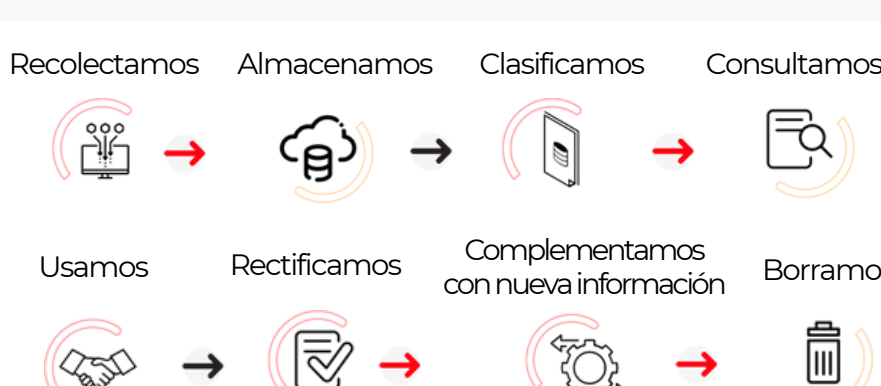 Recolectamos
Almacenamos
Clasificamos
Consultamos
Usamos
Rectificamos
Complementamos
con nueva información
Borramo